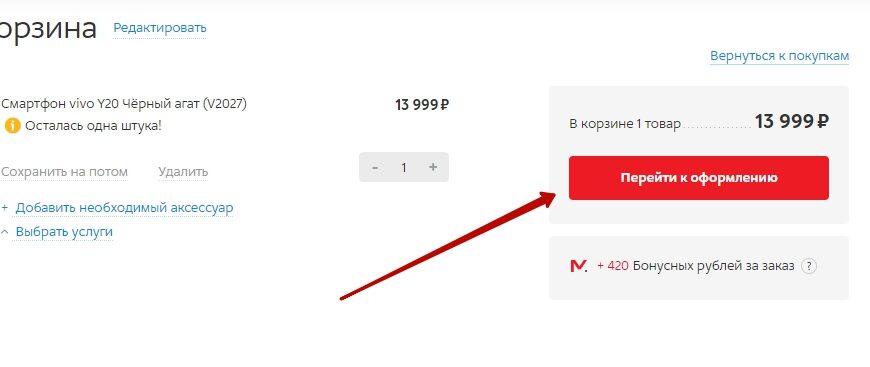 орзина Редактировать
Вернуться к покупкам
Смартфон vivo Y20 Чёрный агат (V2027) 13 999 ₽
Осталась одна штука!
Сохранить на потом Удалить - 1 +
+ Добавить необходимый аксессуар
Выбрать услуги
В корзине 1 товар 13 999 ₽
Перейти к оформлению
М. + 420 Бонусных рублей за заказ ?